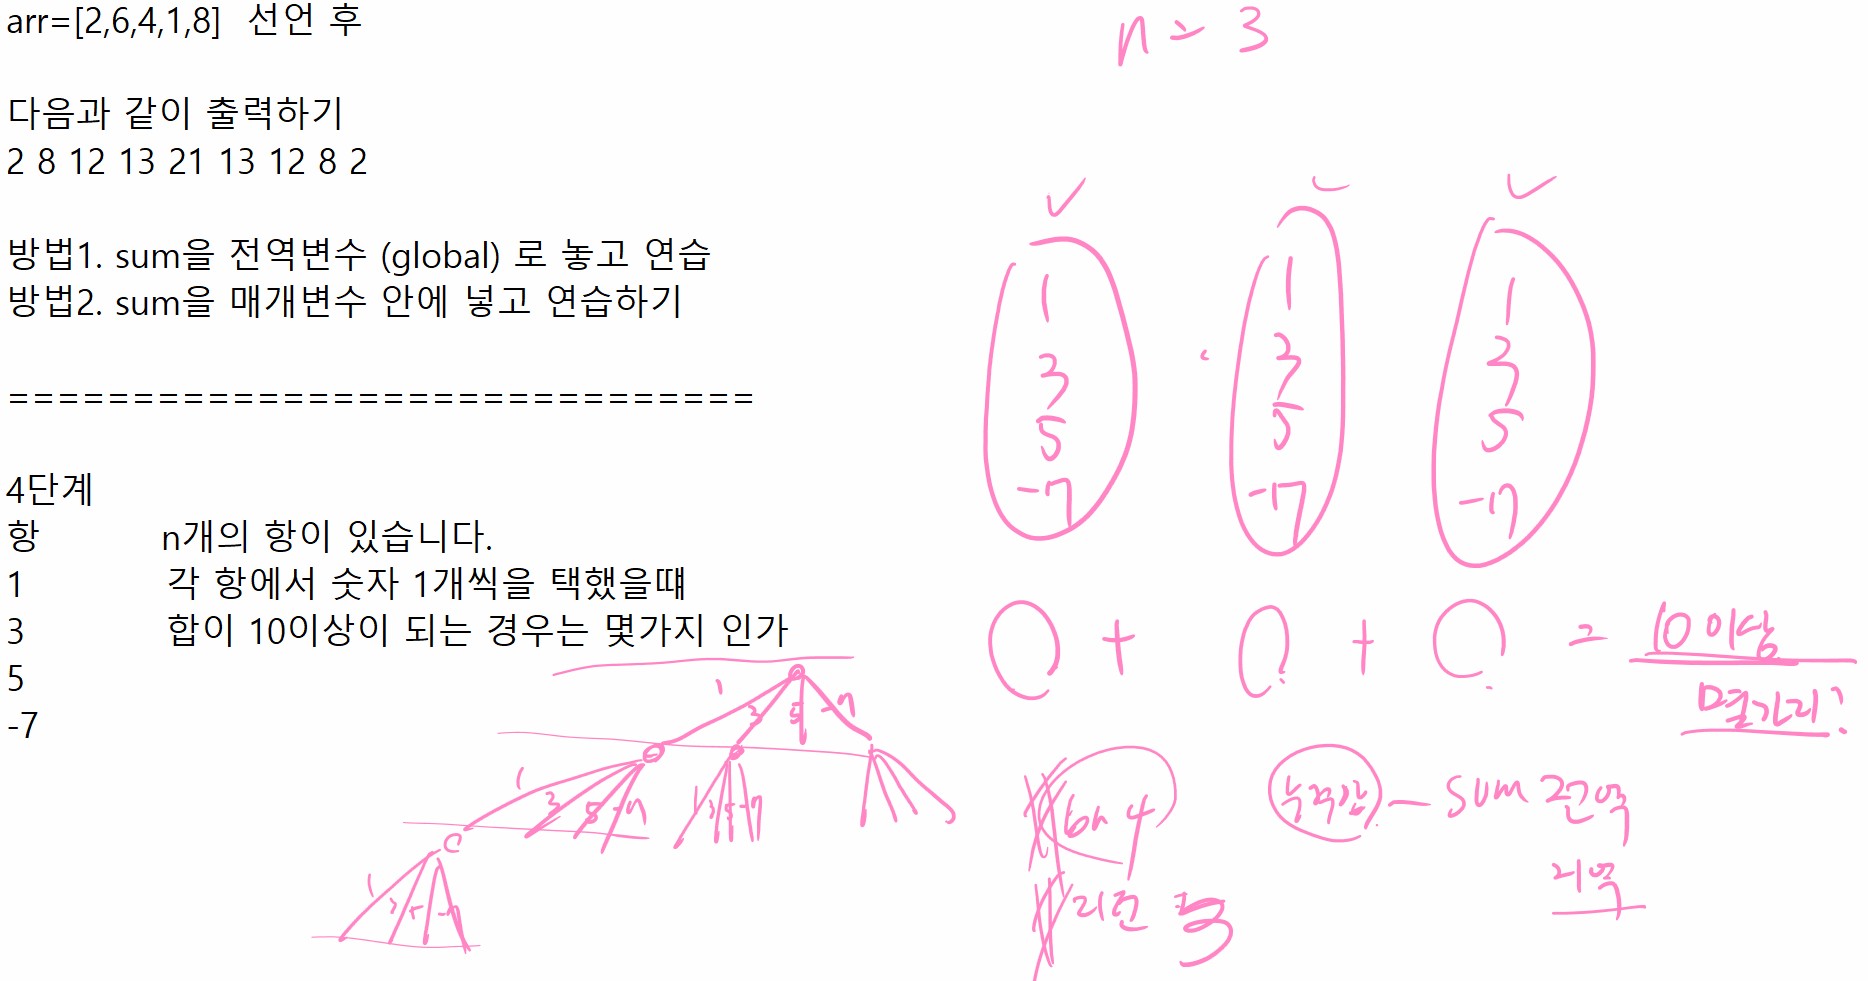 arr=[2,6,4,1,8] 선언 후
다음과 같이 출력하기
2 8 12 13 21 13 12 8 2
방법1. sum을 전역변수 (global) 로 놓고 연습
방법2. sum을 매개변수 안에 넣고 연습하기
==============================
4단계
항 n개의 항이 있습니다.
1 각 항에서 숫자 1개씩을 택했을떄
3 합이 10이상이 되는 경우는 몇가지 인가
5
-7
n = 3
1 1 1
3 3 3
5 5 5
-7 -7 -7
+ + = 10이상
몇가지?
1 3 5 -7
1 3 5 -7 1 3 5 -7
1 3 5 -7
br 4
누적합 - sum 전역
지역
리턴